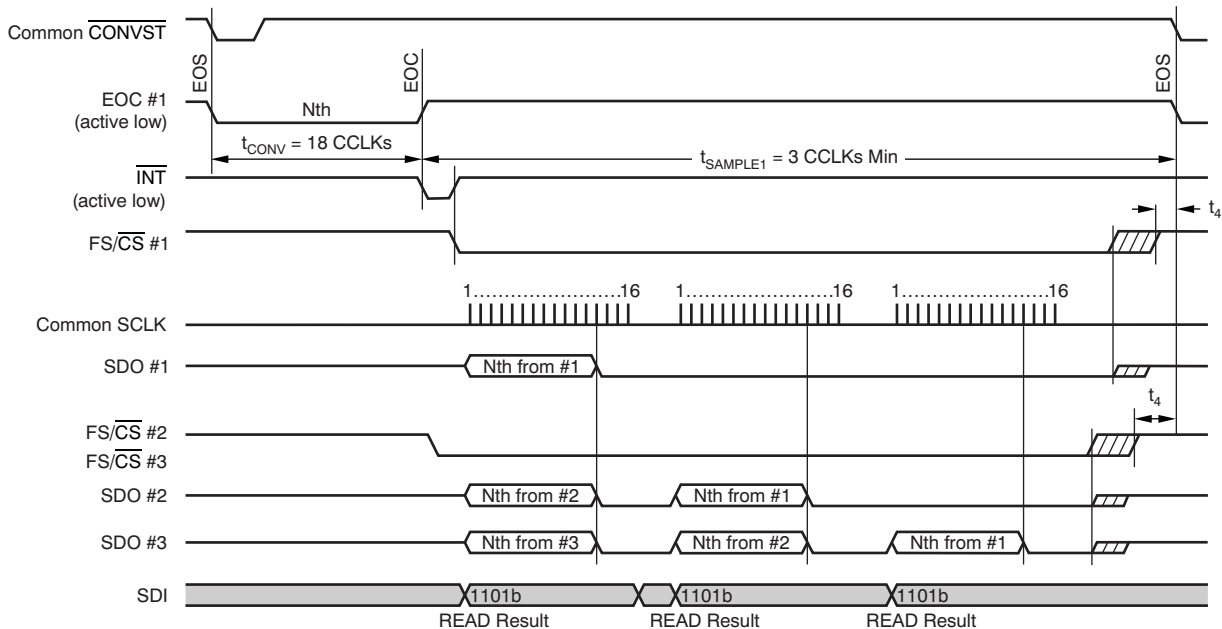 Common CONVST
EOS
EOC
EOS
EOC #1
(active low)
Nth
tCONV = 18 CCLKs
tSAMPLE1 = 3 CCLKs Min
INT
(active low)
t4
FS/CS #1
1.......................16
1.......................16
1.......................16
Common SCLK
SDO #1
Nth from #1
t4
FS/CS #2
FS/CS #3
SDO #2
Nth from #2
Nth from #1
SDO #3
Nth from #3
Nth from #2
Nth from #1
SDI
1101b
1101b
1101b
READ Result
READ Result
READ Result